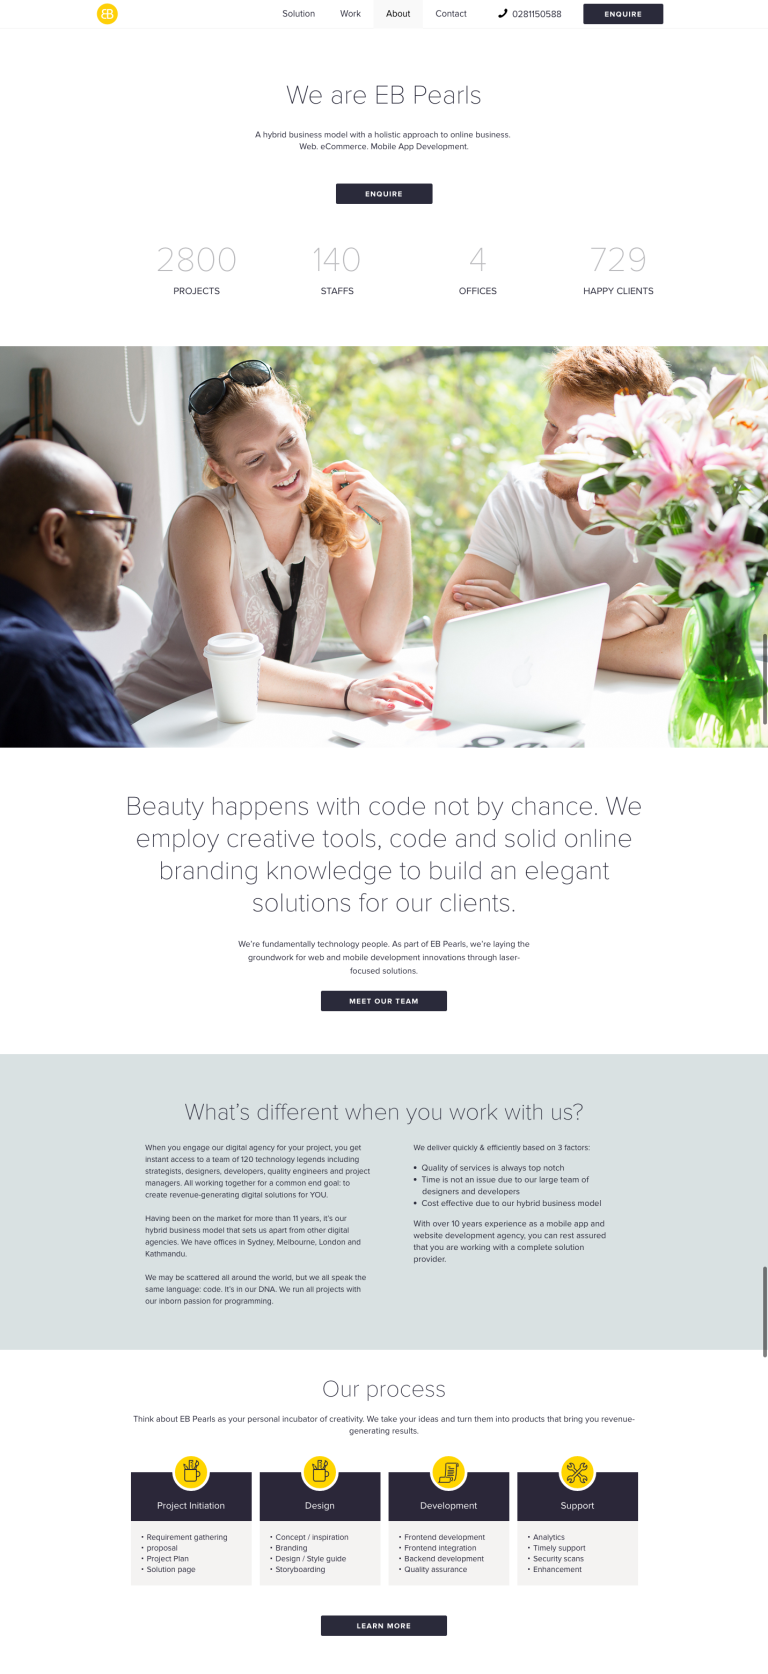 EB
Solution
Work
About
Contact
0281150588
ENQUIRE
We are EB Pearls
A hybrid business model with a holistic approach to online business.
Web. eCommerce. Mobile App Development.
ENQUIRE
2800
140
4
729
PROJECTS
STAFFS
OFFICES
HAPPY CLIENTS
Beauty happens with code not by chance. We
employ creative tools, code and solid online
branding knowledge to build an elegant
solutions for our clients.
We're fundamentally technology people. As part of EB Pearls, we're laying the
groundwork for web and mobile development innovations through laser-
focused solutions.
MEET OUR TEAM
What's different when you work with us?
When you engage our digital agency for your project, you get
instant access to a team of 120 technology legends including
strategists, designers, developers, quality engineers and project
managers. All working together for a common end goal: to
create revenue-generating digital solutions for YOU.
Having been on the market for more than 11 years, it's our
hybrid business model that sets us apart from other digital
agencies. We have offices in Sydney, Melbourne, London and
Kathmandu.
We may be scattered all around the world, but we all speak the
same language: code. It's in our DNA. We run all projects with
our inborn passion for programming.
We deliver quickly & efficiently based on 3 factors:
• Quality of services is always top notch
• Time is not an issue due to our large team of
designers and developers
• Cost effective due to our hybrid business model
With over 10 years experience as a mobile app and
website development agency, you can rest assured
that you are working with a complete solution
provider.
Our process
Think about EB Pearls as your personal incubator of creativity. We take your ideas and turn them into products that bring you revenue-
generating results.
Project Initiation
• Requirement gathering
• proposal
• Project Plan
• Solution page
Design
• Concept / inspiration
• Branding
• Design / Style guide
• Storyboarding
Development
• Frontend development
• Frontend integration
• Backend development
• Quality assurance
Support
• Analytics
• Timely support
• Security scans
• Enhancement
LEARN MORE